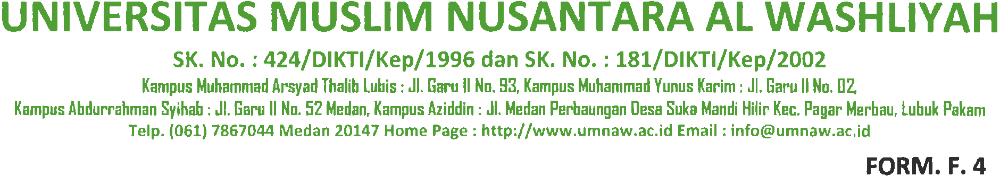 UNIVERSITAS MUSLIM NUSANTARA AL WASHLIYAH
SK. No. : 424/DIKTI/Kep/1996 dan SK. No. : 181/DIKTI/Kep/2002
Kampus Muhammad Arsyad Thalib Lubis : Jl. Garu II No. 93, Kampus Muhammad Yunus Karim : Jl. Garu II No. 02,
Kampus Abdurrahman Syihab : Jl. Garu II No. 52 Medan, Kampus Aziddin : Jl. Medan Perbaungan Desa Suka Mandi Hilir Kec. Pagar Merbau, Lubuk Pakam
Telp. (061) 7867044 Medan 20147 Home Page : http://www.umnaw.ac.id Email : info@umnaw.ac.id
FORM. F. 4